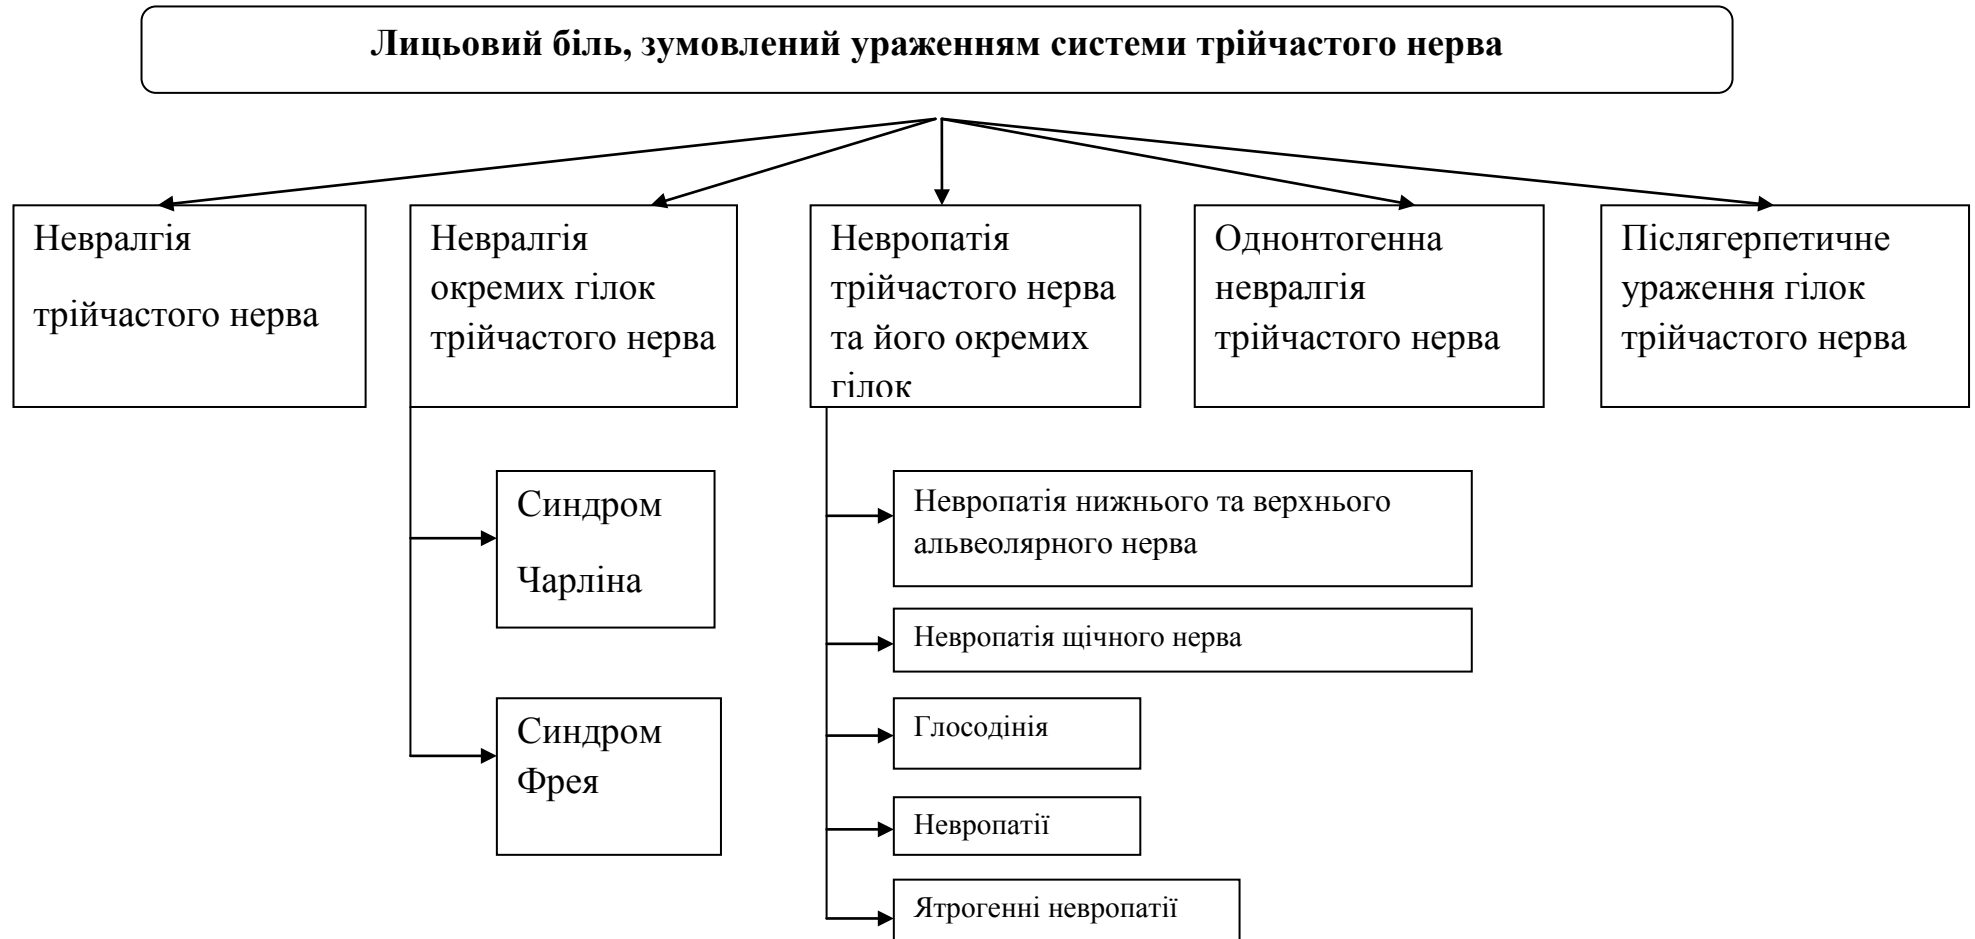 Лицьовий біль, зумовлений ураженням системи трійчастого нерва
Невралгія
трійчастого нерва
Невралгія
окремих гілок
трійчастого нерва
Невропатія
трійчастого нерва
та його окремих
гілок
Однонтогенна
невралгія
трійчастого нерва
Післягерпетичне
ураження гілок
трійчастого нерва
Синдром
Чарліна
Синдром
Фрея
Невропатія нижнього та верхнього
альвеолярного нерва
Невропатія щічного нерва
Глосодінія
Невропатії
Ятрогенні невропатії